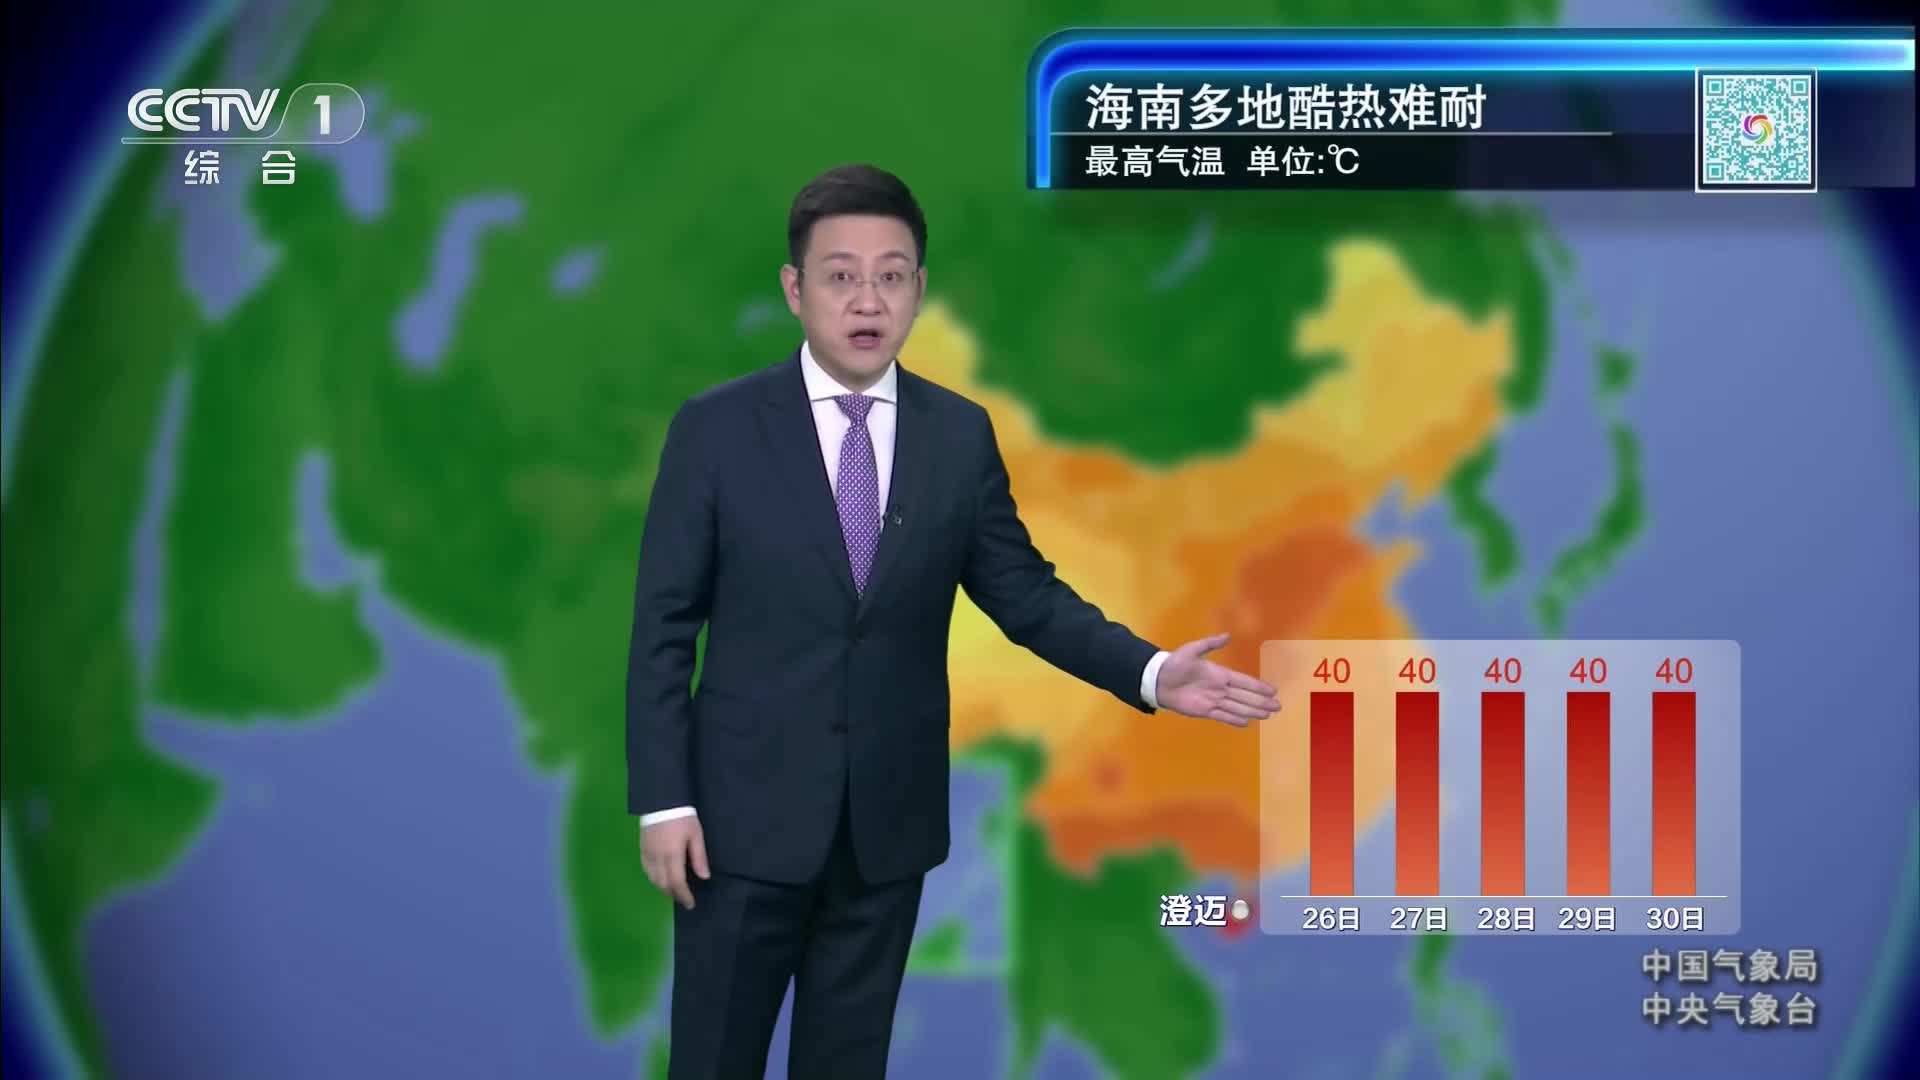 CCTV 1
综 合
海南多地酷热难耐
最高气温 单位:℃
40 40 40 40 40
澄迈
26日 27日 28日 29日 30日
中国气象局
中央气象台